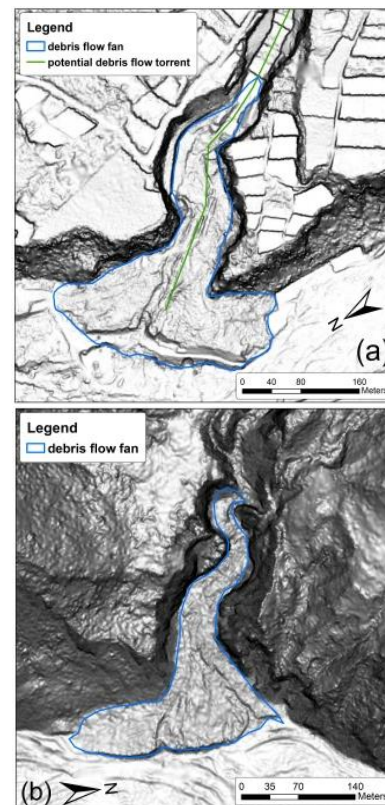 Legend
debris flow fan
potential debris flow torrent
N
(a)
0 40 80 160
Meters
Legend
debris flow fan
(b)
N
0 35 70 140
Meters